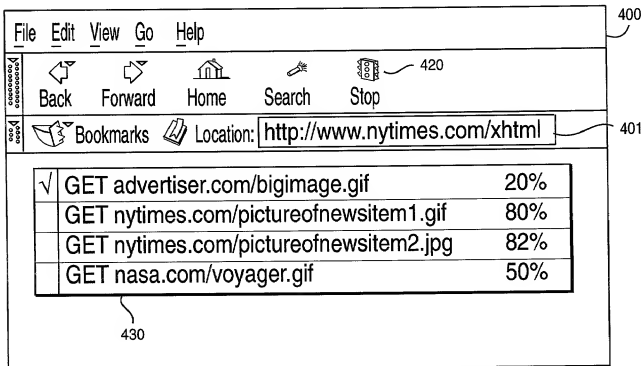 File Edit View Go Help
400
Back Forward Home Search Stop
420
Bookmarks Location: http://www.nytimes.com/xhtml
401
√ GET advertiser.com/bigimage.gif 20%
GET nytimes.com/pictureofnewsitem1.gif 80%
GET nytimes.com/pictureofnewsitem2.jpg 82%
GET nasa.com/voyager.gif 50%
430